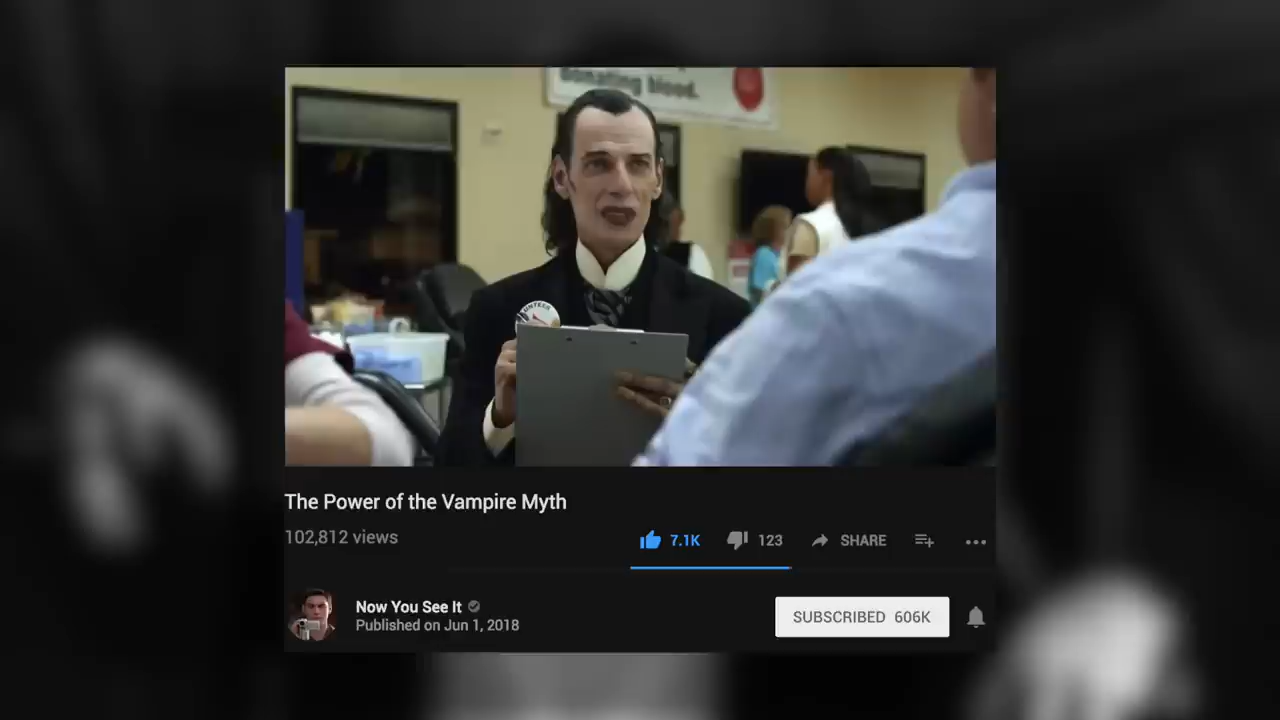 donating blood.
The Power of the Vampire Myth
102,812 views
7.1K 123 SHARE
Now You See It
Published on Jun 1, 2018
SUBSCRIBED 606K